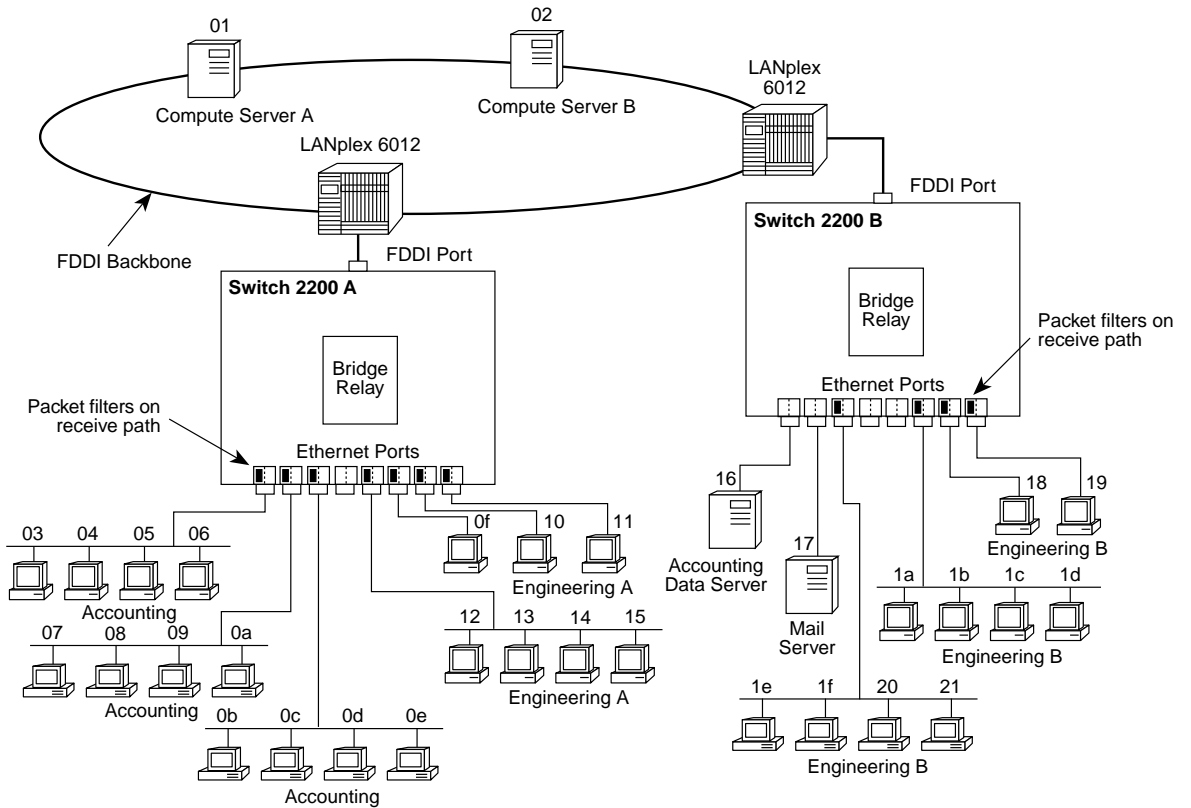 01
02
Compute Server A
Compute Server B
LANplex
6012
LANplex 6012
FDDI Backbone
FDDI Port
Switch 2200 A
Bridge
Relay
Packet filters on
receive path
Ethernet Ports
FDDI Port
Switch 2200 B
Bridge
Relay
Packet filters on
receive path
Ethernet Ports
03 04 05 06
Accounting
07 08 09 0a
Accounting
0b 0c 0d 0e
Accounting
0f 10 11
Engineering A
12 13 14 15
Engineering A
16
Accounting
Data Server
17
Mail
Server
18 19
Engineering B
1a 1b 1c 1d
Engineering B
1e 1f 20 21
Engineering B